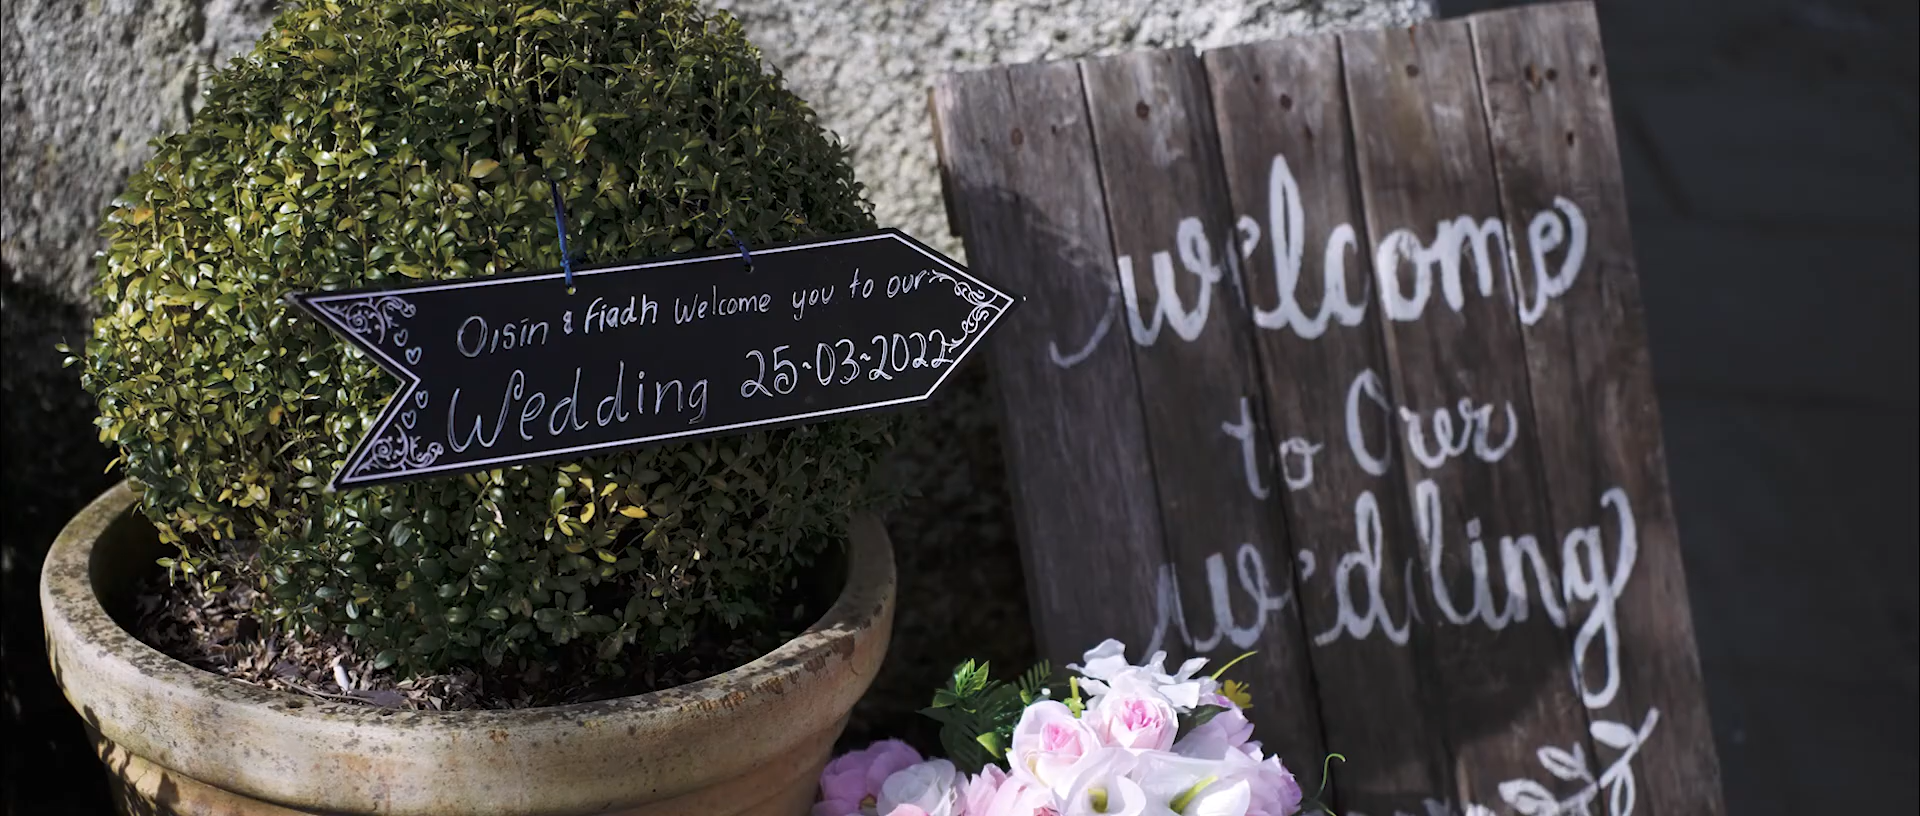 Oisín & Fiadh Welcome you to our
Wedding 25-03-2022
welcome
to Our
wedding